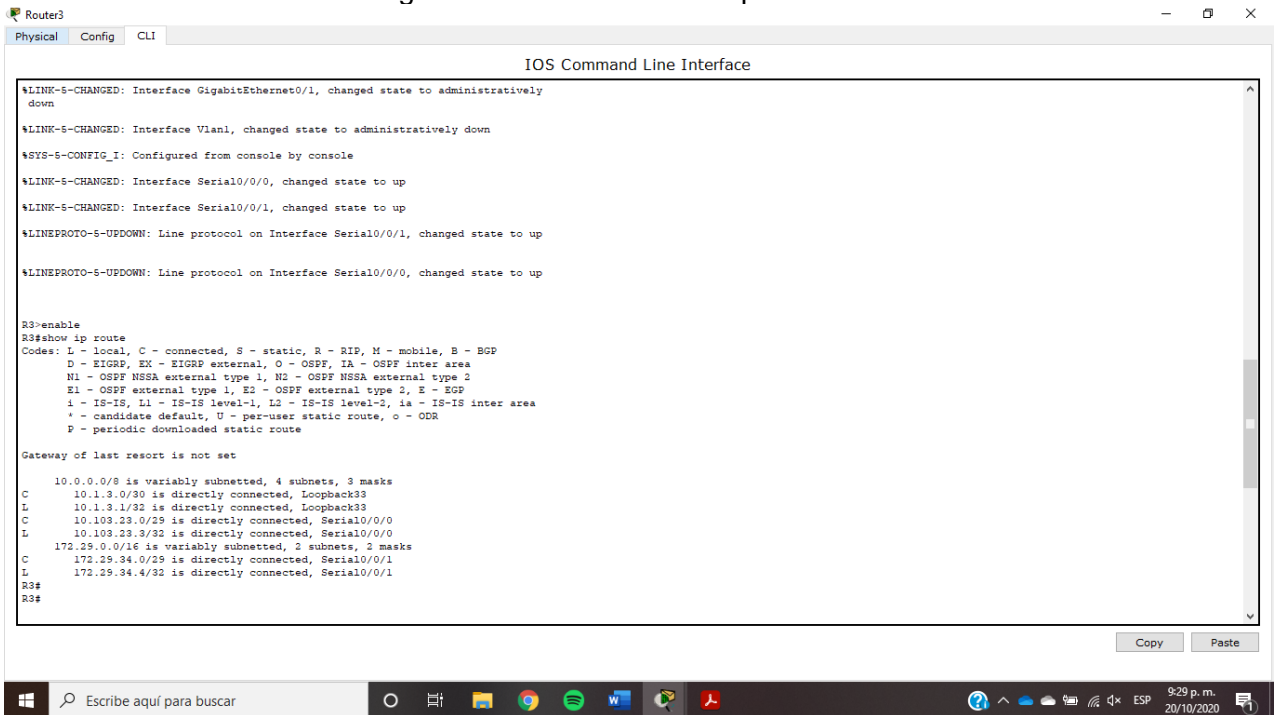 Router3
Physical Config CLI
IOS Command Line Interface
%LINK-5-CHANGED: Interface GigabitEthernet0/1, changed state to administratively
down
%LINK-5-CHANGED: Interface Vlan1, changed state to administratively down
%SYS-5-CONFIG_I: Configured from console by console
%LINK-5-CHANGED: Interface Serial0/0/0, changed state to up
%LINK-5-CHANGED: Interface Serial0/0/1, changed state to up
%LINEPROTO-5-UPDOWN: Line protocol on Interface Serial0/0/1, changed state to up
%LINEPROTO-5-UPDOWN: Line protocol on Interface Serial0/0/0, changed state to up
R3>enable
R3#show ip route
Codes: L - local, C - connected, S - static, R - RIP, M - mobile, B - BGP
D - EIGRP, EX - EIGRP external, O - OSPF, IA - OSPF inter area
N1 - OSPF NSSA external type 1, N2 - OSPF NSSA external type 2
E1 - OSPF external type 1, E2 - OSPF external type 2, E - EGP
i - IS-IS, L1 - IS-IS level-1, L2 - IS-IS level-2, ia - IS-IS inter area
* - candidate default, U - per-user static route, o - ODR
P - periodic downloaded static route
Gateway of last resort is not set
10.0.0.0/8 is variably subnetted, 4 subnets, 3 masks
C 10.1.3.0/30 is directly connected, Loopback33
L 10.1.3.1/32 is directly connected, Loopback33
C 10.103.23.0/29 is directly connected, Serial0/0/0
L 10.103.23.3/32 is directly connected, Serial0/0/0
172.29.0.0/16 is variably subnetted, 2 subnets, 2 masks
C 172.29.34.0/29 is directly connected, Serial0/0/1
L 172.29.34.4/32 is directly connected, Serial0/0/1
R3#
R3#
Copy Paste
Escribe aquí para buscar
ESP
9:29 p. m.
20/10/2020
1